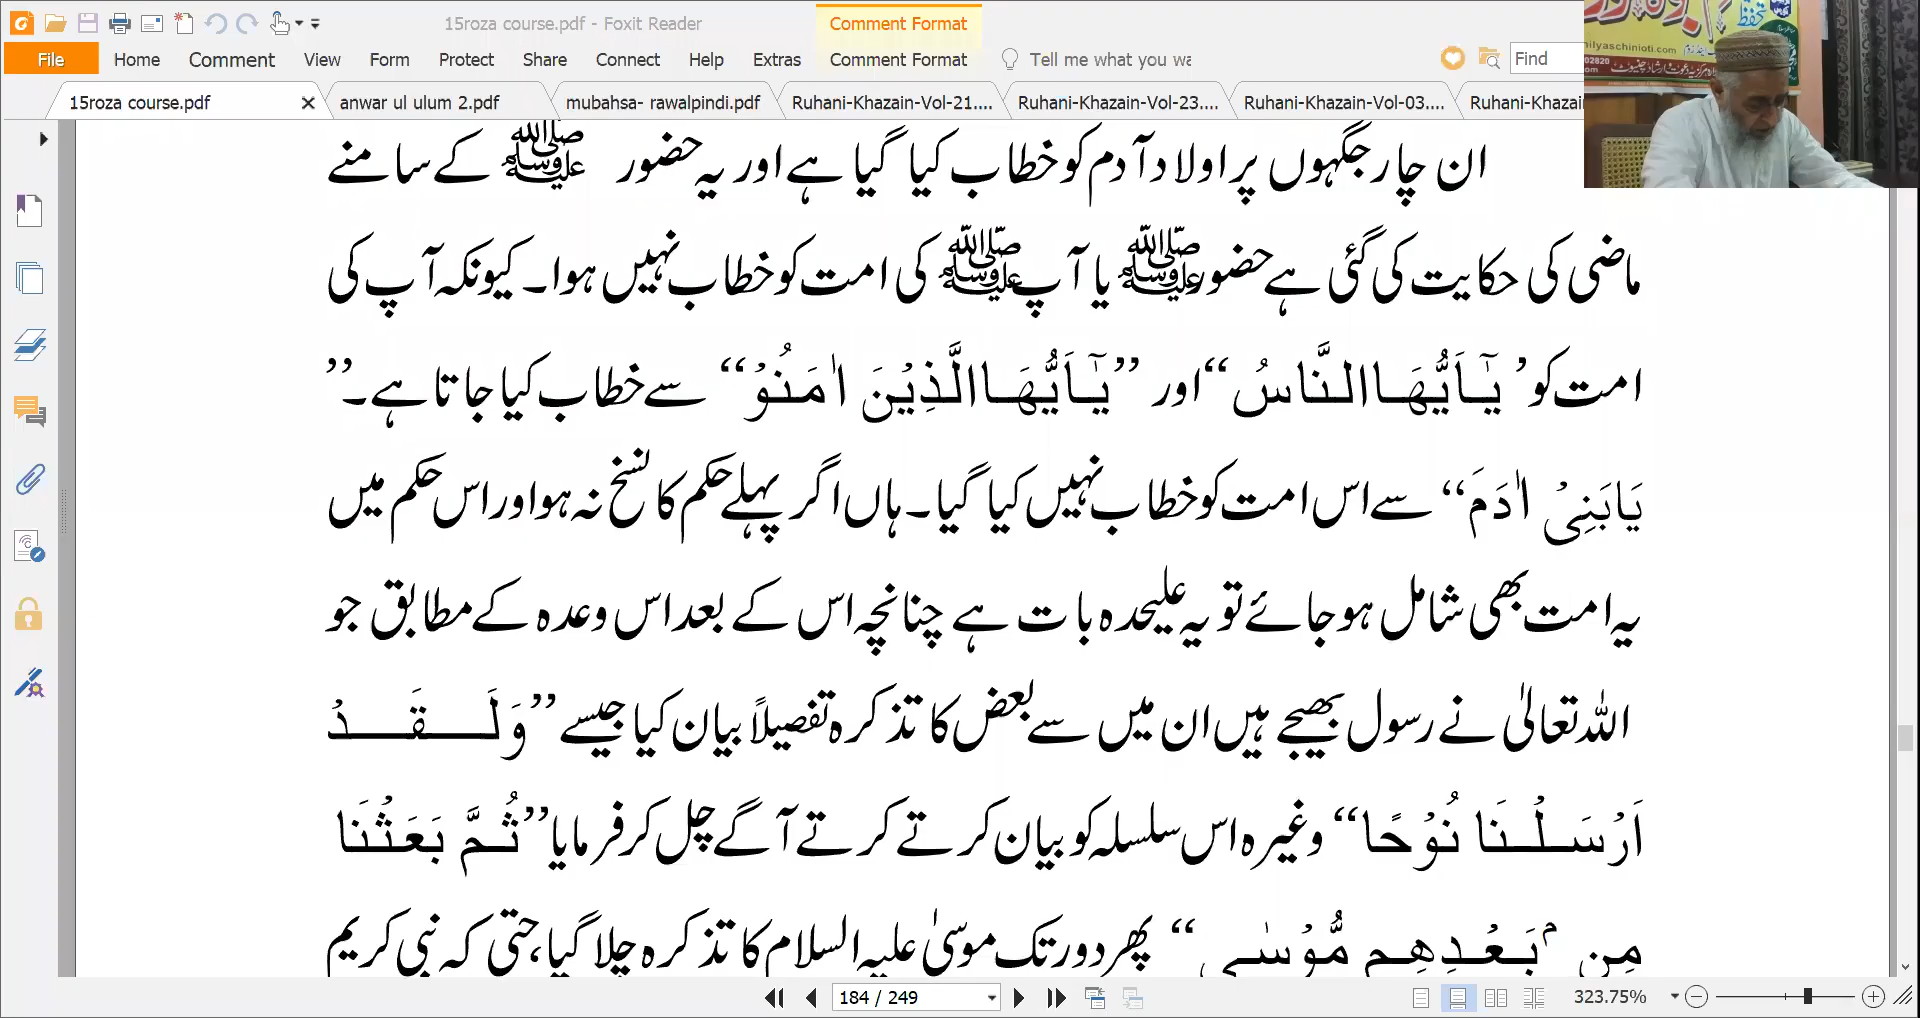 15roza course.pdf - Foxit Reader
Comment Format
File
Home
Comment
View
Form
Protect
Share
Connect
Help
Extras
Comment Format
Tell me what you wa
Find
15roza course.pdf
anwar ul ulum 2.pdf
mubahsa- rawalpindi.pdf
Ruhani-Khazain-Vol-21....
Ruhani-Khazain-Vol-23....
Ruhani-Khazain-Vol-03....
Ruhani-Khazain
تحفظ
ilyaschinioti.com
02820
ان چار جگہوں پر اولاد آدم کو خطاب کیا گیا ہے اور یہ حضور ﷺ کے سامنے
ماضی کی حکایت کی گئی ہے حضور ﷺ یا آپ ﷺ کی امت کو خطاب نہیں ہوا۔ کیونکہ آپ کی
امت کو ’یٰٓاَیُّهَاالنَّاسُ‘‘ اور ’’یٰٓاَیُّهَاالَّذِیْنَ اٰمَنُوْ‘‘ سے خطاب کیا جاتا ہے۔ ’’
یَابَنِیْ اٰدَمَ‘‘ سے اس امت کو خطاب نہیں کیا گیا۔ ہاں اگر پہلے حکم کا نسخ نہ ہو اور اس حکم میں
یہ امت بھی شامل ہو جائے تو یہ علیحدہ بات ہے چنانچہ اس کے بعد اس وعدہ کے مطابق جو
اللہ تعالیٰ نے رسول بھیجے ہیں ان میں سے بعض کا تذکرہ تفصیلاً بیان کیا جیسے ’’وَلَقَدْ
اَرْسَلْنَا نُوْحًا‘‘ وغیرہ اس سلسلہ کو بیان کرتے کرتے آگے چل کر فرمایا ’’ثُمَّ بَعَثْنَا
مِن ۢبَعْدِهِم مُّوْسٰی‘‘ پھر دور تک موسیٰ علیہ السلام کا تذکرہ چلا گیا، حتی کہ نبی کریم
184 / 249
323.75%